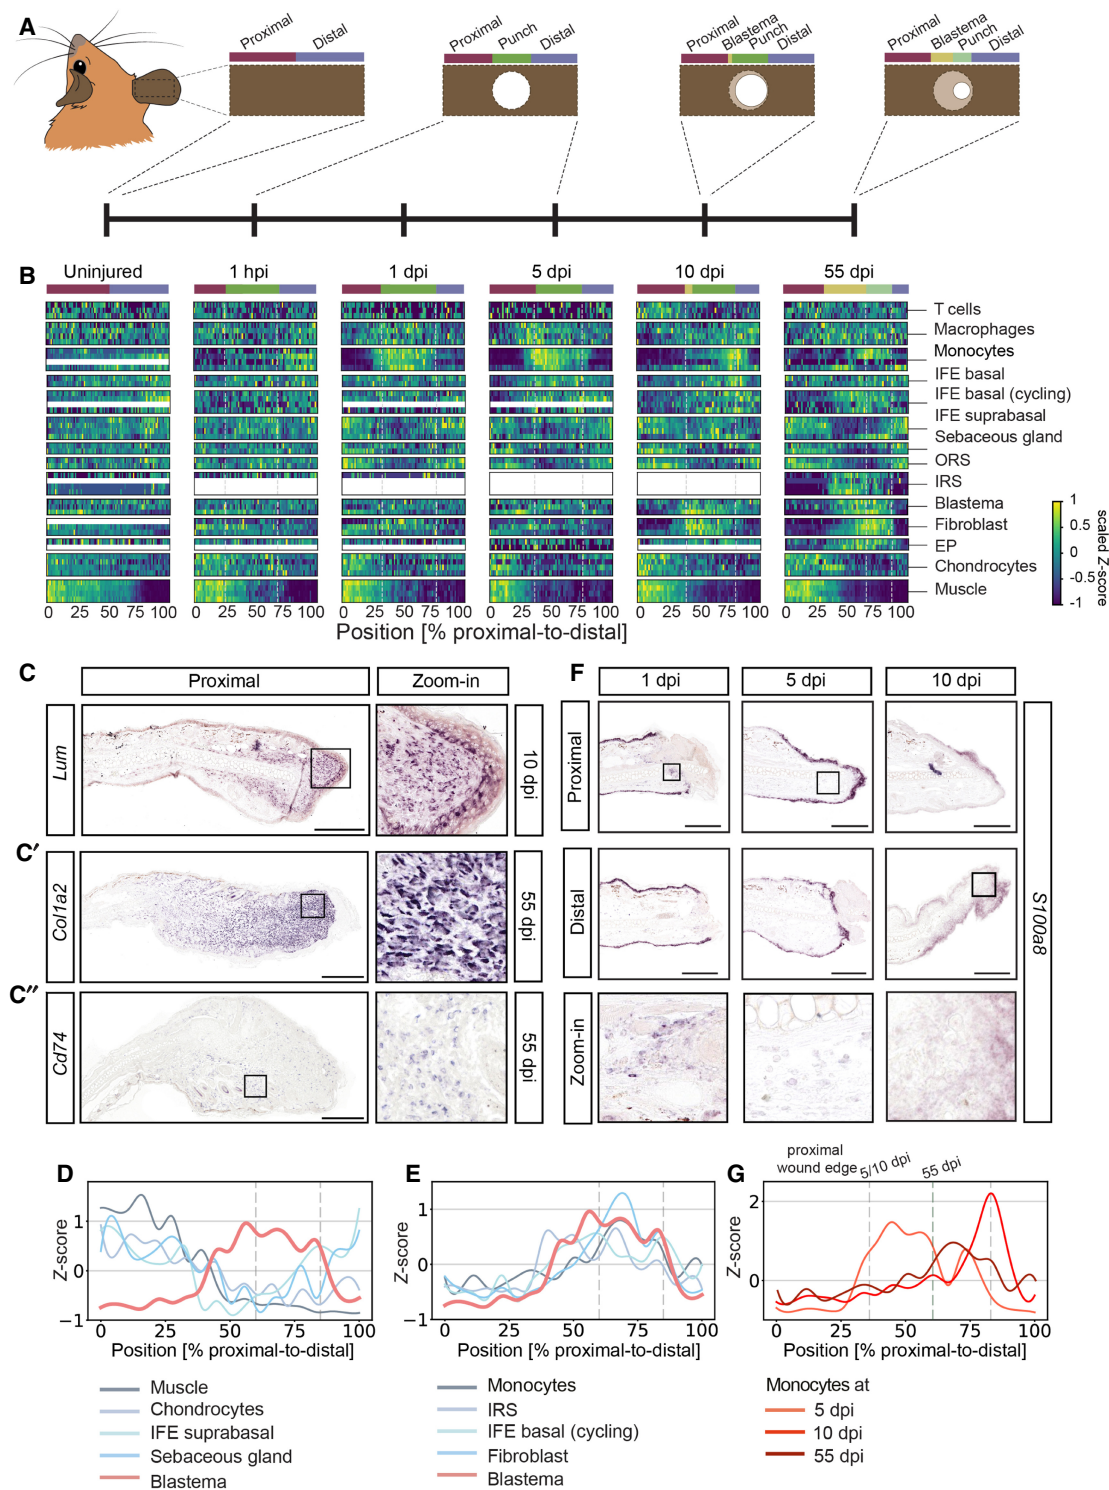 A
Proximal Distal
Proximal Punch Distal
Proximal Blastema Punch Distal
Proximal Blastema Punch Distal
B
Uninjured 1 hpi 1 dpi 5 dpi 10 dpi 55 dpi
T cells
Macrophages
Monocytes
IFE basal
IFE basal (cycling)
IFE suprabasal
Sebaceous gland
ORS
IRS
Blastema
Fibroblast
EP
Chondrocytes
Muscle
1
0.5
0
-0.5
-1
scaled Z-score
0 25 50 75 100 0 25 50 75 100 0 25 50 75 100 0 25 50 75 100 0 25 50 75 100 0 25 50 75 100
Position [% proximal-to-distal]
C
Proximal Zoom-in
Lum
10 dpi
C′
Col1a2
55 dpi
C″
Cd74
55 dpi
F
1 dpi 5 dpi 10 dpi
Proximal
Distal
Zoom-in
S100a8
D
Z-score
1
0
−1
0 25 50 75 100
Position [% proximal-to-distal]
Muscle
Chondrocytes
IFE suprabasal
Sebaceous gland
Blastema
E
Z-score
1
0
−1
0 25 50 75 100
Position [% proximal-to-distal]
Monocytes
IRS
IFE basal (cycling)
Fibroblast
Blastema
G
proximal
wound edge 5/10 dpi 55 dpi
Z-score
2
0
0 25 50 75 100
Position [% proximal-to-distal]
Monocytes at
5 dpi
10 dpi
55 dpi